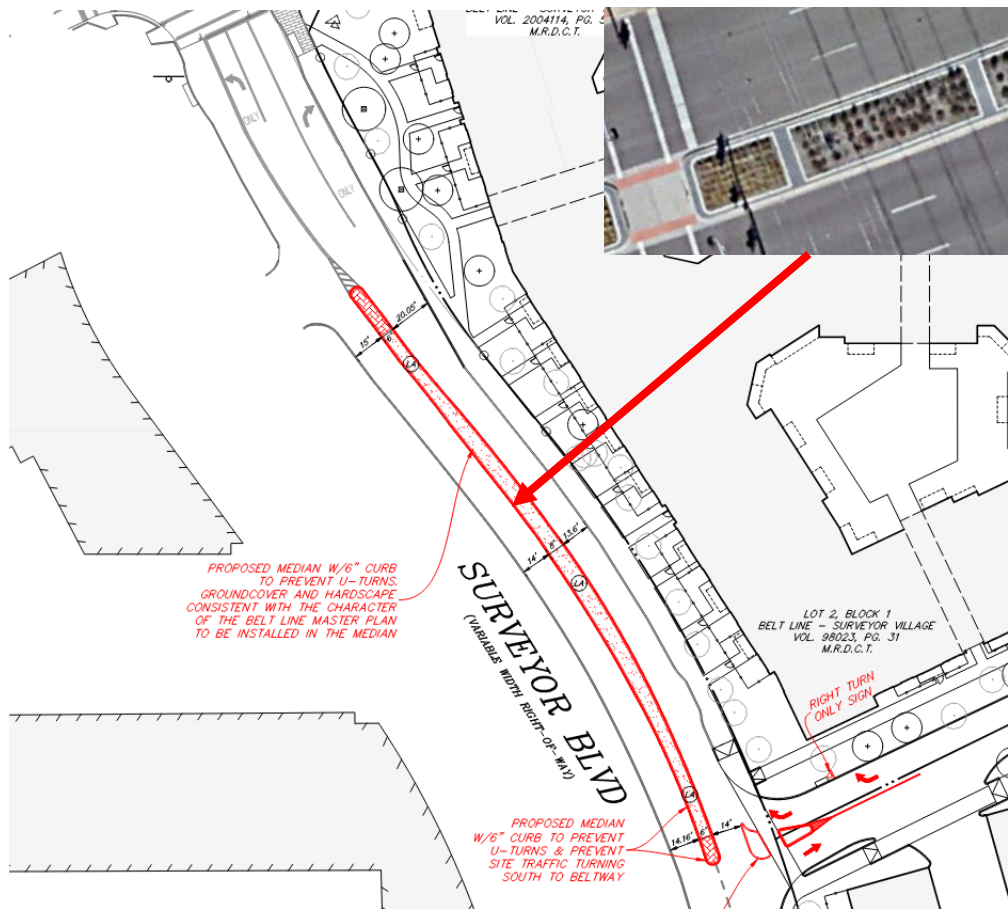 BELT LINE - SURVEYOR
VOL. 2004114, PG.
M.R.D.C.T.
ONLY
ONLY
15'
6'
20.05'
LA
14'
8'
13.6'
LA
PROPOSED MEDIAN W/6" CURB
TO PREVENT U-TURNS.
GROUNDCOVER AND HARDSCAPE
CONSISTENT WITH THE CHARACTER
OF THE BELT LINE MASTER PLAN
TO BE INSTALLED IN THE MEDIAN
SURVEYOR BLVD
(VARIABLE WIDTH RIGHT-OF-WAY)
LOT 2, BLOCK 1
BELT LINE - SURVEYOR VILLAGE
VOL. 98023, PG. 31
M.R.D.C.T.
RIGHT TURN
ONLY SIGN
LA
PROPOSED MEDIAN
W/6" CURB TO PREVENT
U-TURNS & PREVENT
SITE TRAFFIC TURNING
SOUTH TO BELTWAY
14.16'
6'
14'